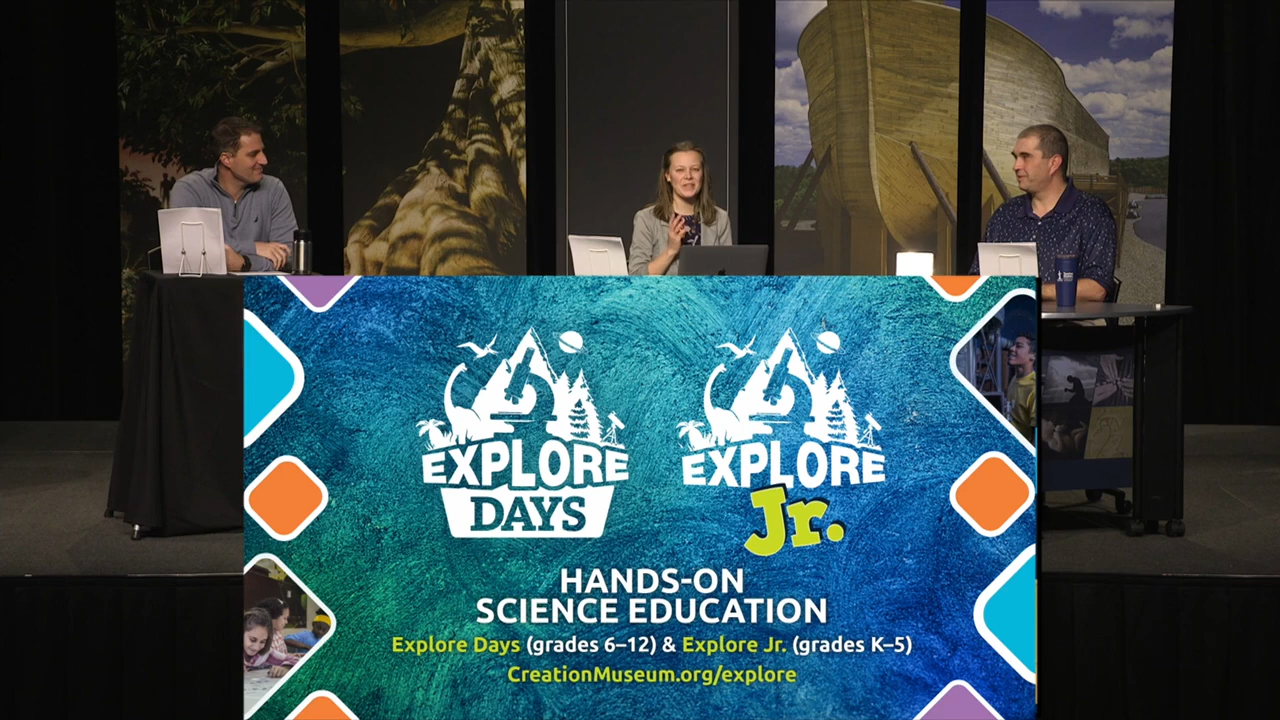 EXPLORE
DAYS
EXPLORE
Jr.
HANDS-ON
SCIENCE EDUCATION
Explore Days (grades 6–12) & Explore Jr. (grades K–5)
CreationMuseum.org/explore